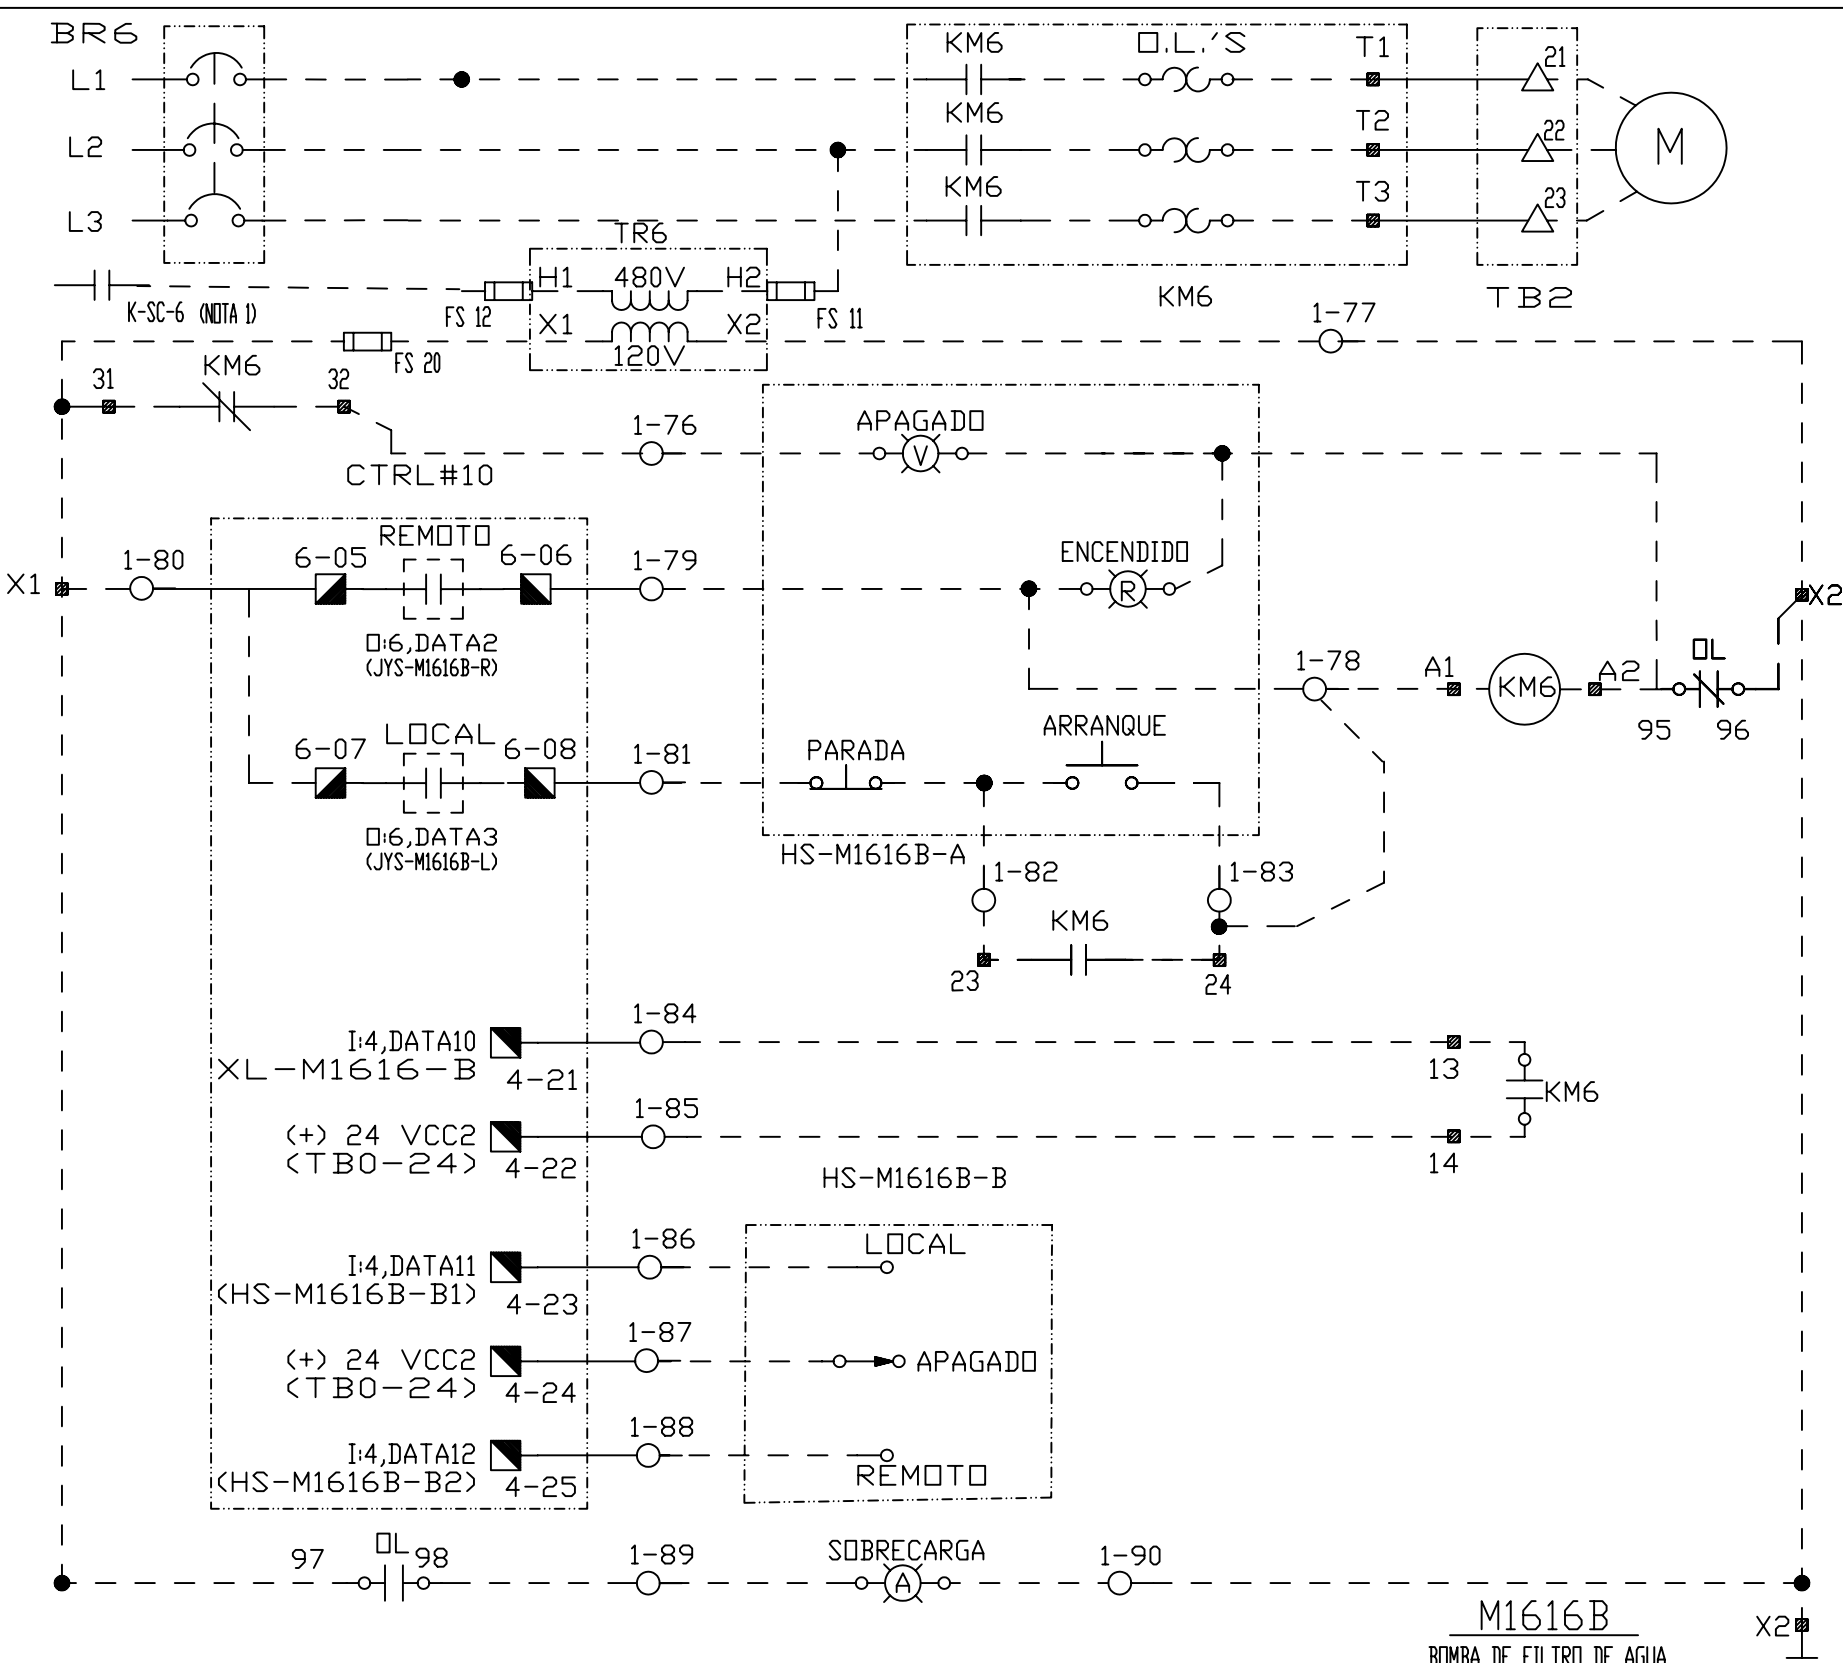 BR6
KM6
O.L.'S
T1
21
L1
KM6
T2
22
L2
M
KM6
T3
23
L3
TR6
H1
480V
H2
K-SC-6 (NOTA 1)
FS 12
FS 11
KM6
TB2
X1
X2
1-77
120V
FS 20
31
KM6
32
1-76
APAGADO
V
CTRL#10
REMOTO
1-80
6-05
6-06
1-79
ENCENDIDO
X1
R
X2
O:6,DATA2
(JYS-M1616B-R)
1-78
A1
KM6
A2
OL
95
96
LOCAL
6-07
6-08
1-81
PARADA
ARRANQUE
O:6,DATA3
(JYS-M1616B-L)
HS-M1616B-A
1-82
1-83
KM6
23
24
1-84
I:4,DATA10
XL-M1616-B
4-21
13
KM6
1-85
(+) 24 VCC2
(TB0-24)
4-22
14
HS-M1616B-B
1-86
LOCAL
I:4,DATA11
(HS-M1616B-B1)
4-23
1-87
(+) 24 VCC2
APAGADO
(TB0-24)
4-24
1-88
I:4,DATA12
REMOTO
(HS-M1616B-B2)
4-25
97
OL
98
1-89
SOBRECARGA
A
1-90
M1616B
X2
BOMBA DE FILTRO DE AGUA